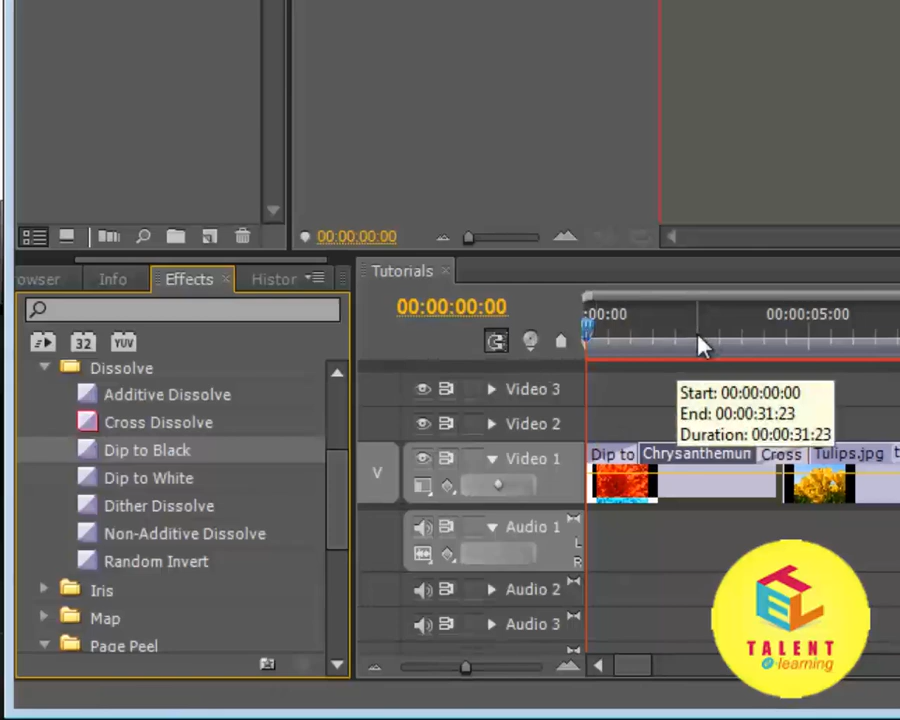 00:00:00:00
rowser
Info
Effects
Histor
Tutorials
00:00:00:00
:00:00
00:00:05:00
32
YUV
Dissolve
Additive Dissolve
Cross Dissolve
Dip to Black
Dip to White
Dither Dissolve
Non-Additive Dissolve
Random Invert
Iris
Map
Page Peel
Video 3
Video 2
V
Video 1
Audio 1
L
R
Audio 2
Audio 3
Start: 00:00:00:00
End: 00:00:31:23
Duration: 00:00:31:23
Dip to
Chrysanthemun
Cross
Tulips.jpg
TEL
TALENT
e-learning